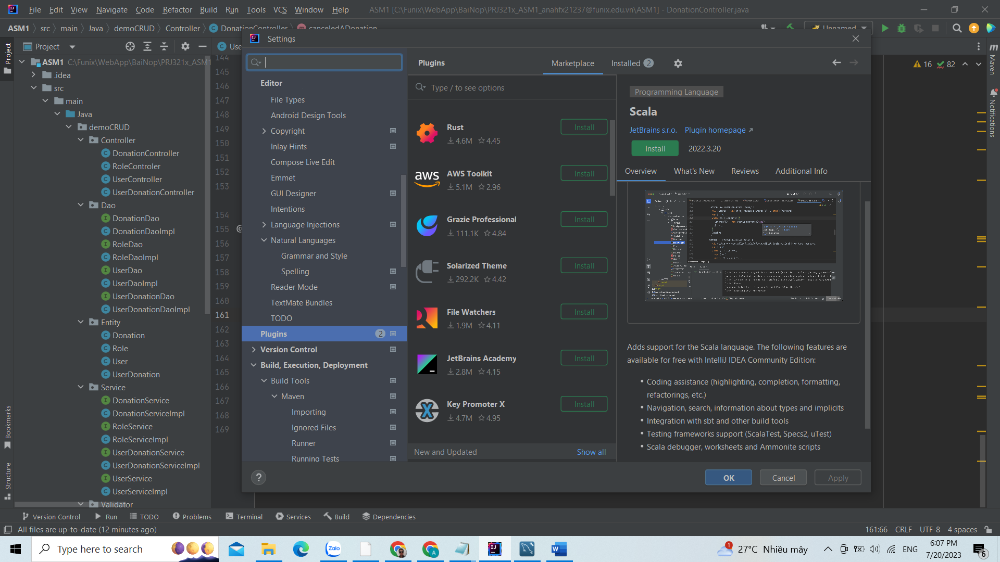 File Edit View Navigate Code Refactor Build Run Tools VCS Window Help ASM1 [C:\Funix\WebApp\BaiNop\PRJ321x_ASM1_anahfx21237@funix.edu.vn\ASM1] - DonationController.java
ASM1 src main Java demoCRUD Controller DonationController canceledADonation Unnamed
Project
ASM1 C:\Funix\WebApp\BaiNop\PRJ321x_ASM1
.idea
src
main
Java
demoCRUD
Controller
DonationController
RoleControler
UserController
UserDonationController
Dao
DonationDao
DonationDaoImpl
RoleDao
RoleDaoImpl
UserDao
UserDaoImpl
UserDonationDao
UserDonationDaoImpl
Entity
Donation
Role
User
UserDonation
Service
DonationService
DonationServiceImpl
RoleService
RoleServiceImpl
UserDonationService
UserDonationServiceImpl
UserService
UserServiceImpl
Validator
Project
Bookmarks
Structure
Use
144
145
146
147
148
149
150
151
152
153
154
155 @
156
157
158
159
160
161
162
163
164
165
166
167
168
169
Settings
Editor
File Types
Android Design Tools
Copyright
Inlay Hints
Compose Live Edit
Emmet
GUI Designer
Intentions
Language Injections
Natural Languages
Grammar and Style
Spelling
Reader Mode
TextMate Bundles
TODO
Plugins 2
Version Control
Build, Execution, Deployment
Build Tools
Maven
Importing
Ignored Files
Runner
Running Tests
Plugins Marketplace Installed 2
Type / to see options
Rust Install
4.6M 4.45
AWS Toolkit Install
5.1M 2.96
Grazie Professional Install
111.1K 4.84
Solarized Theme Install
292.2K 4.42
File Watchers Install
1.9M 4.11
JetBrains Academy Install
2.8M 4.15
Key Promoter X Install
4.7M 4.95
New and Updated Show all
Programming Language
Scala
JetBrains s.r.o. Plugin homepage
Install 2022.3.20
Overview What's New Reviews Additional Info
Adds support for the Scala language. The following features are
available for free with IntelliJ IDEA Community Edition:
• Coding assistance (highlighting, completion, formatting,
refactorings, etc.)
• Navigation, search, information about types and implicits
• Integration with sbt and other build tools
• Testing frameworks support (ScalaTest, Specs2, uTest)
• Scala debugger, worksheets and Ammonite scripts
? OK Cancel Apply
16 82
Maven
Notifications
Version Control Run TODO Problems Terminal Services Build Dependencies
All files are up-to-date (12 minutes ago) 161:66 CRLF UTF-8 4 spaces
Type here to search Zalo 1 27°C Nhiều mây ENG 6:07 PM
7/20/2023 6